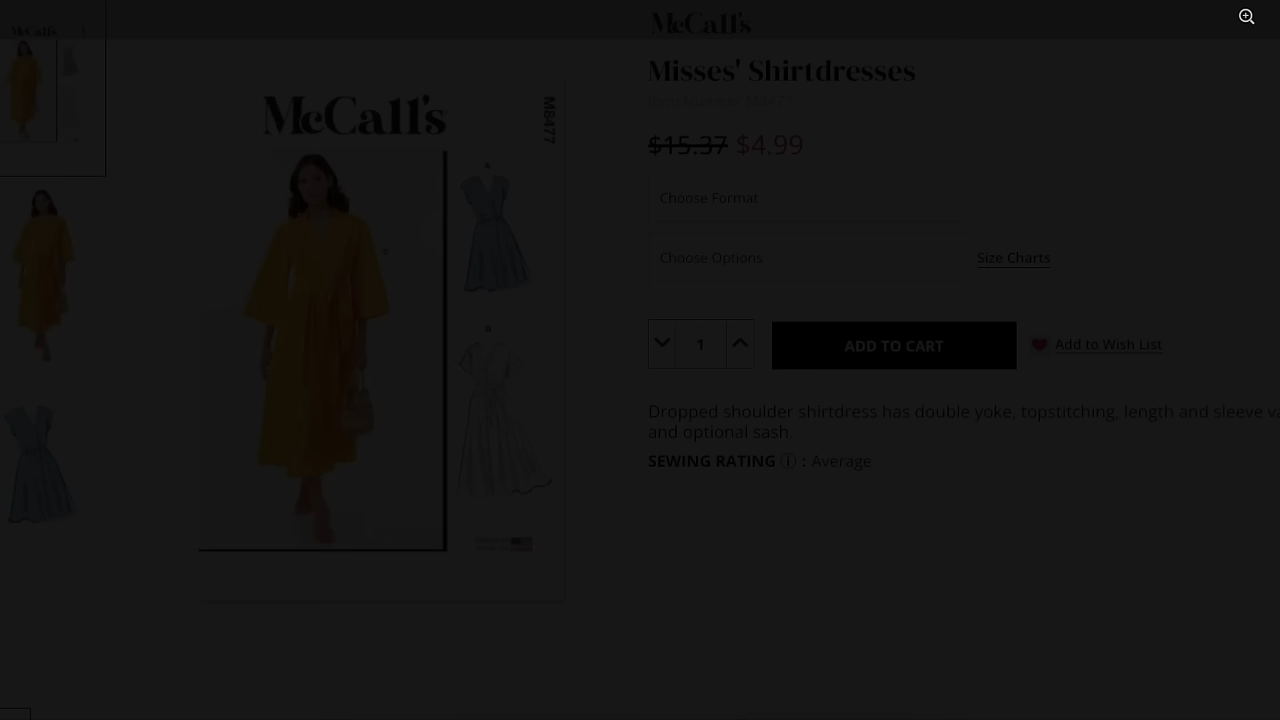 McCall's
McCall's
Misses' Shirtdresses
$15.37 $4.99
McCall's
M8477
Choose Format
Choose Options
Size Charts
1
ADD TO CART
Add to Wish List
Dropped shoulder shirtdress has double yoke, topstitching, length and sleeve
and optional sash.
SEWING RATING ⓘ : Average